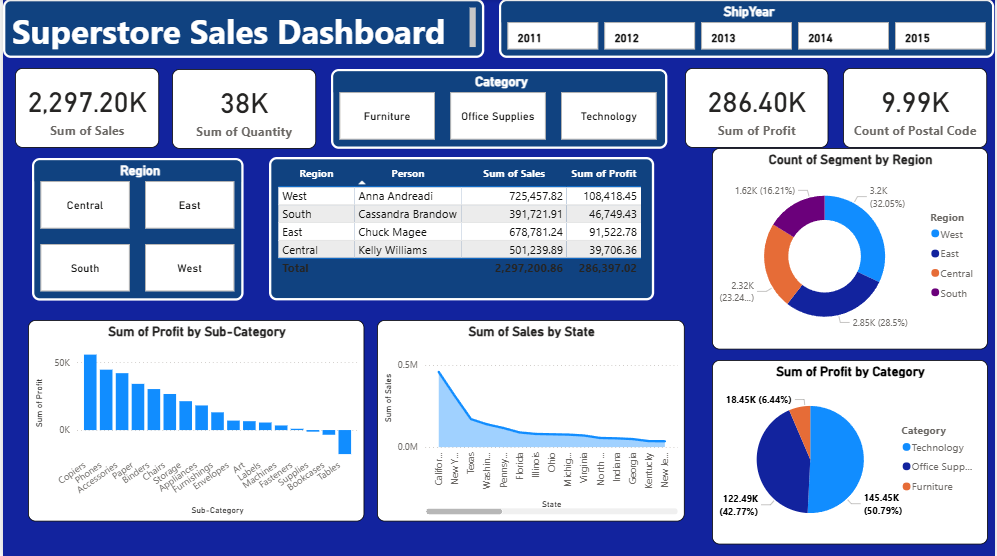 Superstore Sales Dashboard
ShipYear
2011 2012 2013 2014 2015
2,297.20K
Sum of Sales
38K
Sum of Quantity
Category
Furniture Office Supplies Technology
286.40K
Sum of Profit
9.99K
Count of Postal Code
Region
Central East
South West
Region Person Sum of Sales Sum of Profit
West Anna Andreadi 725,457.82 108,418.45
South Cassandra Brandow 391,721.91 46,749.43
East Chuck Magee 678,781.24 91,522.78
Central Kelly Williams 501,239.89 39,706.36
Total 2,297,200.86 286,397.02
Count of Segment by Region
1.62K (16.21%)
3.2K
(32.05%)
2.32K
(23.24...)
2.85K (28.5%)
Region
West
East
Central
South
Sum of Profit by Sub-Category
Sum of Profit
50K
0K
Copiers
Phones
Accessories
Paper
Binders
Chairs
Storage
Appliances
Furnishings
Envelopes
Art
Labels
Machines
Fasteners
Supplies
Bookcases
Tables
Sub-Category
Sum of Sales by State
Sum of Sales
0.5M
0.0M
Califor...
New Y...
Texas
Washin...
Pennsy...
Florida
Illinois
Ohio
Michig...
Virginia
North ...
Indiana
Georgia
Kentucky
New Je...
State
Sum of Profit by Category
18.45K (6.44%)
122.49K
(42.77%)
145.45K
(50.79%)
Category
Technology
Office Supp...
Furniture